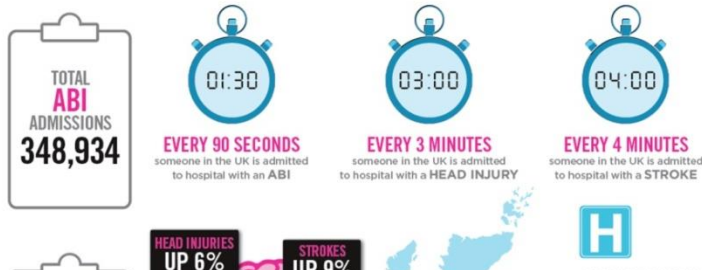 TOTAL
ABI
ADMISSIONS
348,934
01:30
EVERY 90 SECONDS
someone in the UK is admitted
to hospital with an ABI
03:00
EVERY 3 MINUTES
someone in the UK is admitted
to hospital with a HEAD INJURY
04:00
EVERY 4 MINUTES
someone in the UK is admitted
to hospital with a STROKE
HEAD INJURIES
UP 6%
STROKES
UP 9%
H